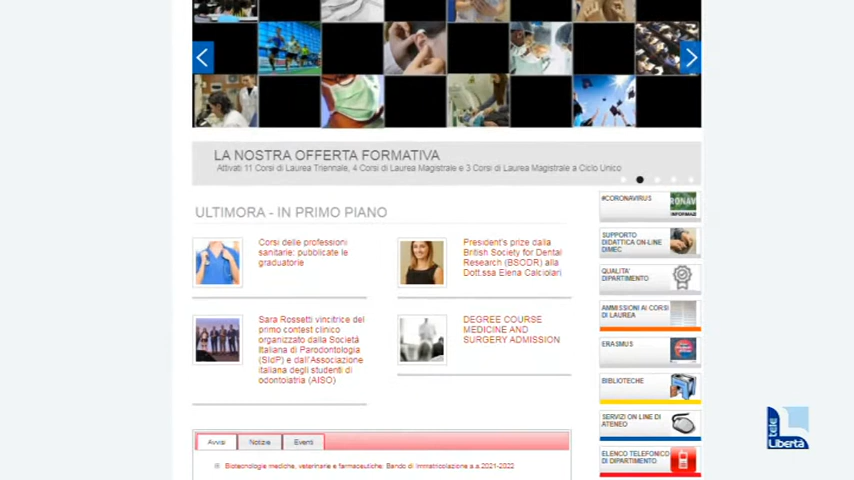 LA NOSTRA OFFERTA FORMATIVA
Attivati 11 Corsi di Laurea Triennale, 4 Corsi di Laurea Magistrale e 3 Corsi di Laurea Magistrale a Ciclo Unico
ULTIMORA - IN PRIMO PIANO
Corsi delle professioni
sanitarie: pubblicate le
graduatorie
President's prize dalla
British Society for Dental
Research (BSODR) alla
Dott.ssa Elena Calciolari
Sara Rossetti vincitrice del
primo contest clinico
organizzato dalla Società
Italiana di Parodontologia
(SIdP) e dall'Associazione
italiana degli studenti di
odontoiatria (AISO)
DEGREE COURSE
MEDICINE AND
SURGERY ADMISSION
Avvisi
Notizie
Eventi
Biotecnologie mediche, veterinarie e farmaceutiche: Bando di Immatricolazione a.a.2021-2022
#CORONAVIRUS
RONAV
INFORMAZI
SUPPORTO
DIDATTICA ON-LINE
DIMEC
QUALITA'
DIPARTIMENTO
AMMISSIONI AI CORSI
DI LAUREA
ERASMUS
BIBLIOTECHE
SERVIZI ON LINE DI
ATENEO
ELENCO TELEFONICO
DI DIPARTIMENTO
tele
Libertà